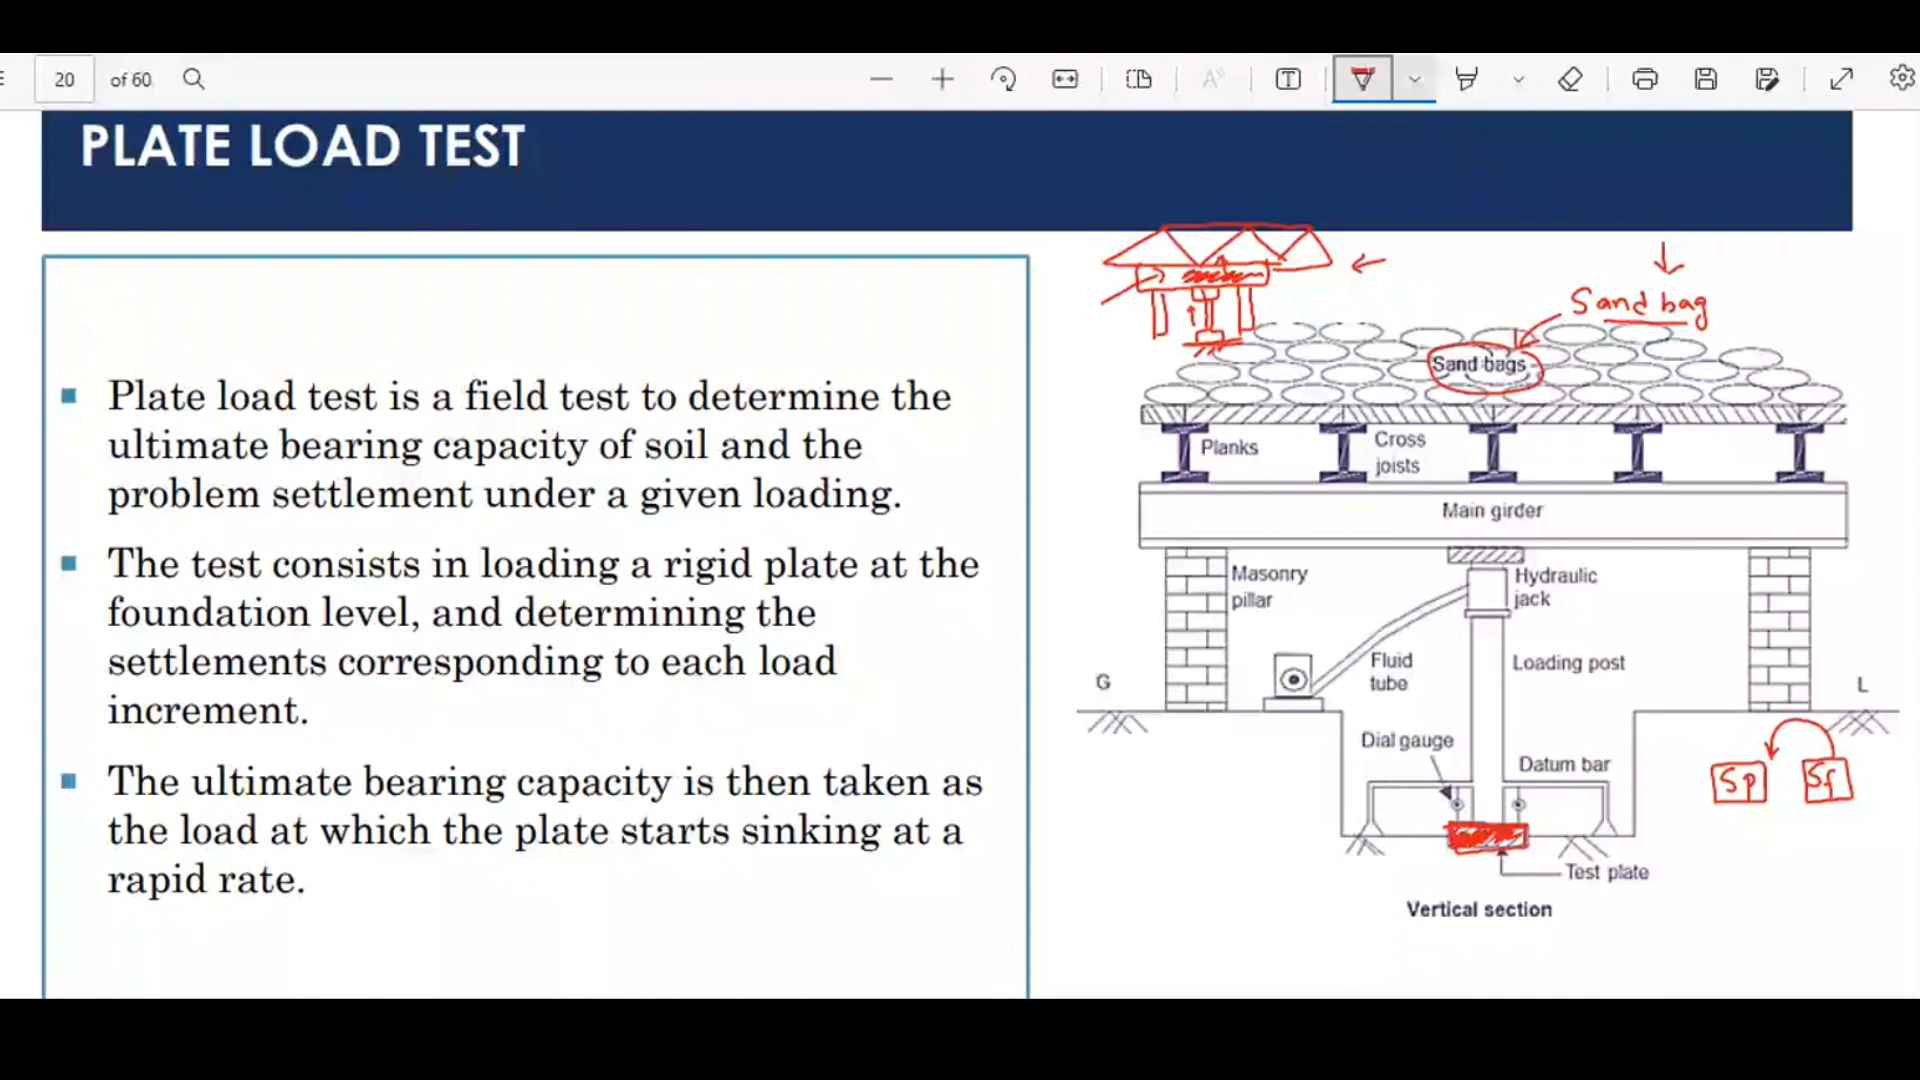 20 of 60
PLATE LOAD TEST
Plate load test is a field test to determine the
ultimate bearing capacity of soil and the
problem settlement under a given loading.
The test consists in loading a rigid plate at the
foundation level, and determining the
settlements corresponding to each load
increment.
The ultimate bearing capacity is then taken as
the load at which the plate starts sinking at a
rapid rate.
Sand bag
Sand bags
Planks
Cross
joists
Main girder
Masonry
pillar
Hydraulic
jack
Fluid
tube
Loading post
G
L
Dial gauge
Datum bar
Sp
Sf
Test plate
Vertical section